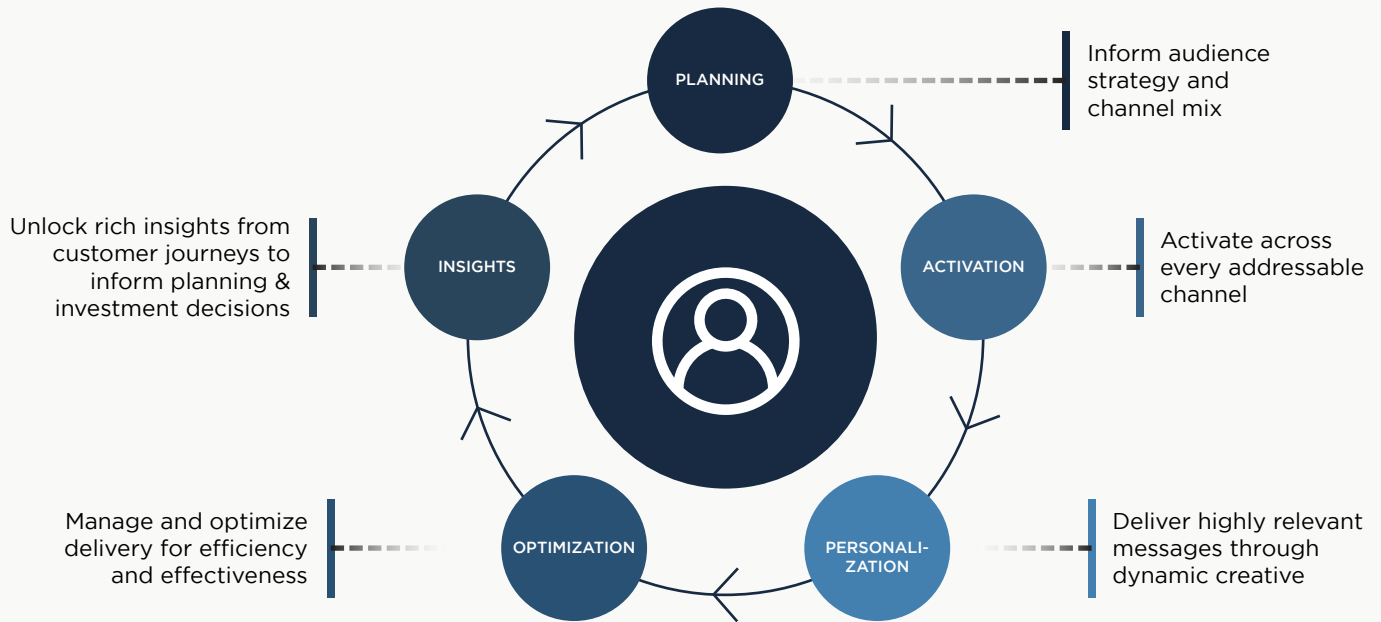 PLANNING
Inform audience
strategy and
channel mix
ACTIVATION
Activate across
every addressable
channel
PERSONALI-
ZATION
Deliver highly relevant
messages through
dynamic creative
OPTIMIZATION
Manage and optimize
delivery for efficiency
and effectiveness
INSIGHTS
Unlock rich insights from
customer journeys to
inform planning &
investment decisions